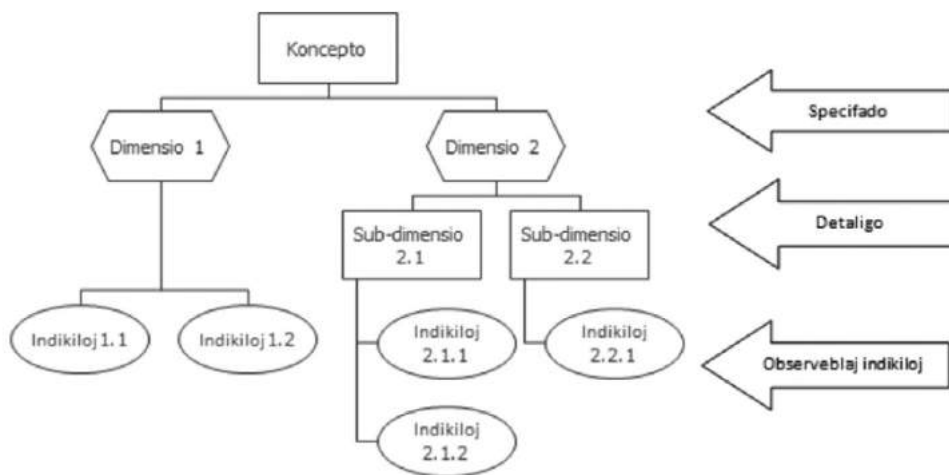 Koncepto
Dimensio 1
Dimensio 2
Specifado
Sub-dimensio
2.1
Sub-dimensio
2.2
Detaligo
Indikiloj 1.1
Indikiloj 1.2
Indikiloj
2.1.1
Indikiloj
2.2.1
Observeblaj indikiloj
Indikiloj
2.1.2